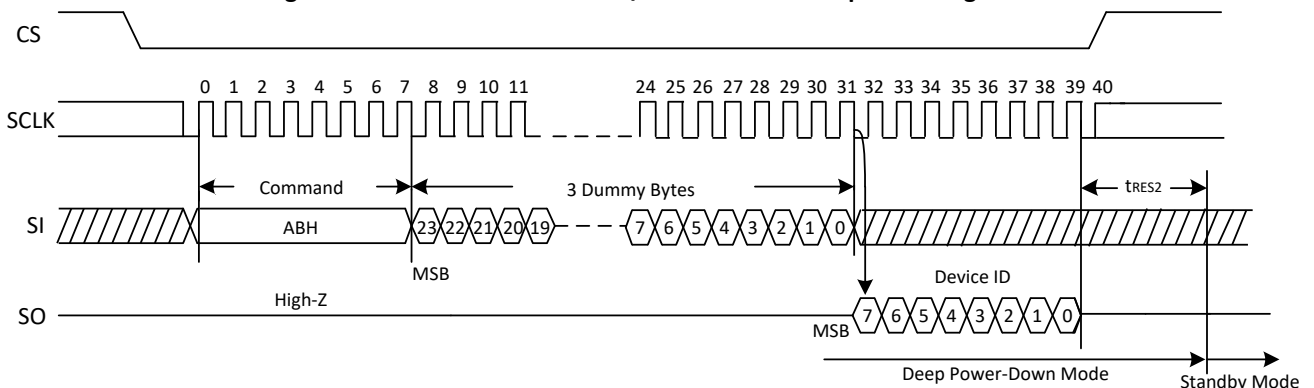 CS
0 1 2 3 4 5 6 7 8 9 10 11 24 25 26 27 28 29 30 31 32 33 34 35 36 37 38 39 40
SCLK
Command 3 Dummy Bytes tRES2
SI ABH 23 22 21 20 19 7 6 5 4 3 2 1 0
MSB Device ID
High-Z
SO MSB 7 6 5 4 3 2 1 0
Deep Power-Down Mode Standby Mode